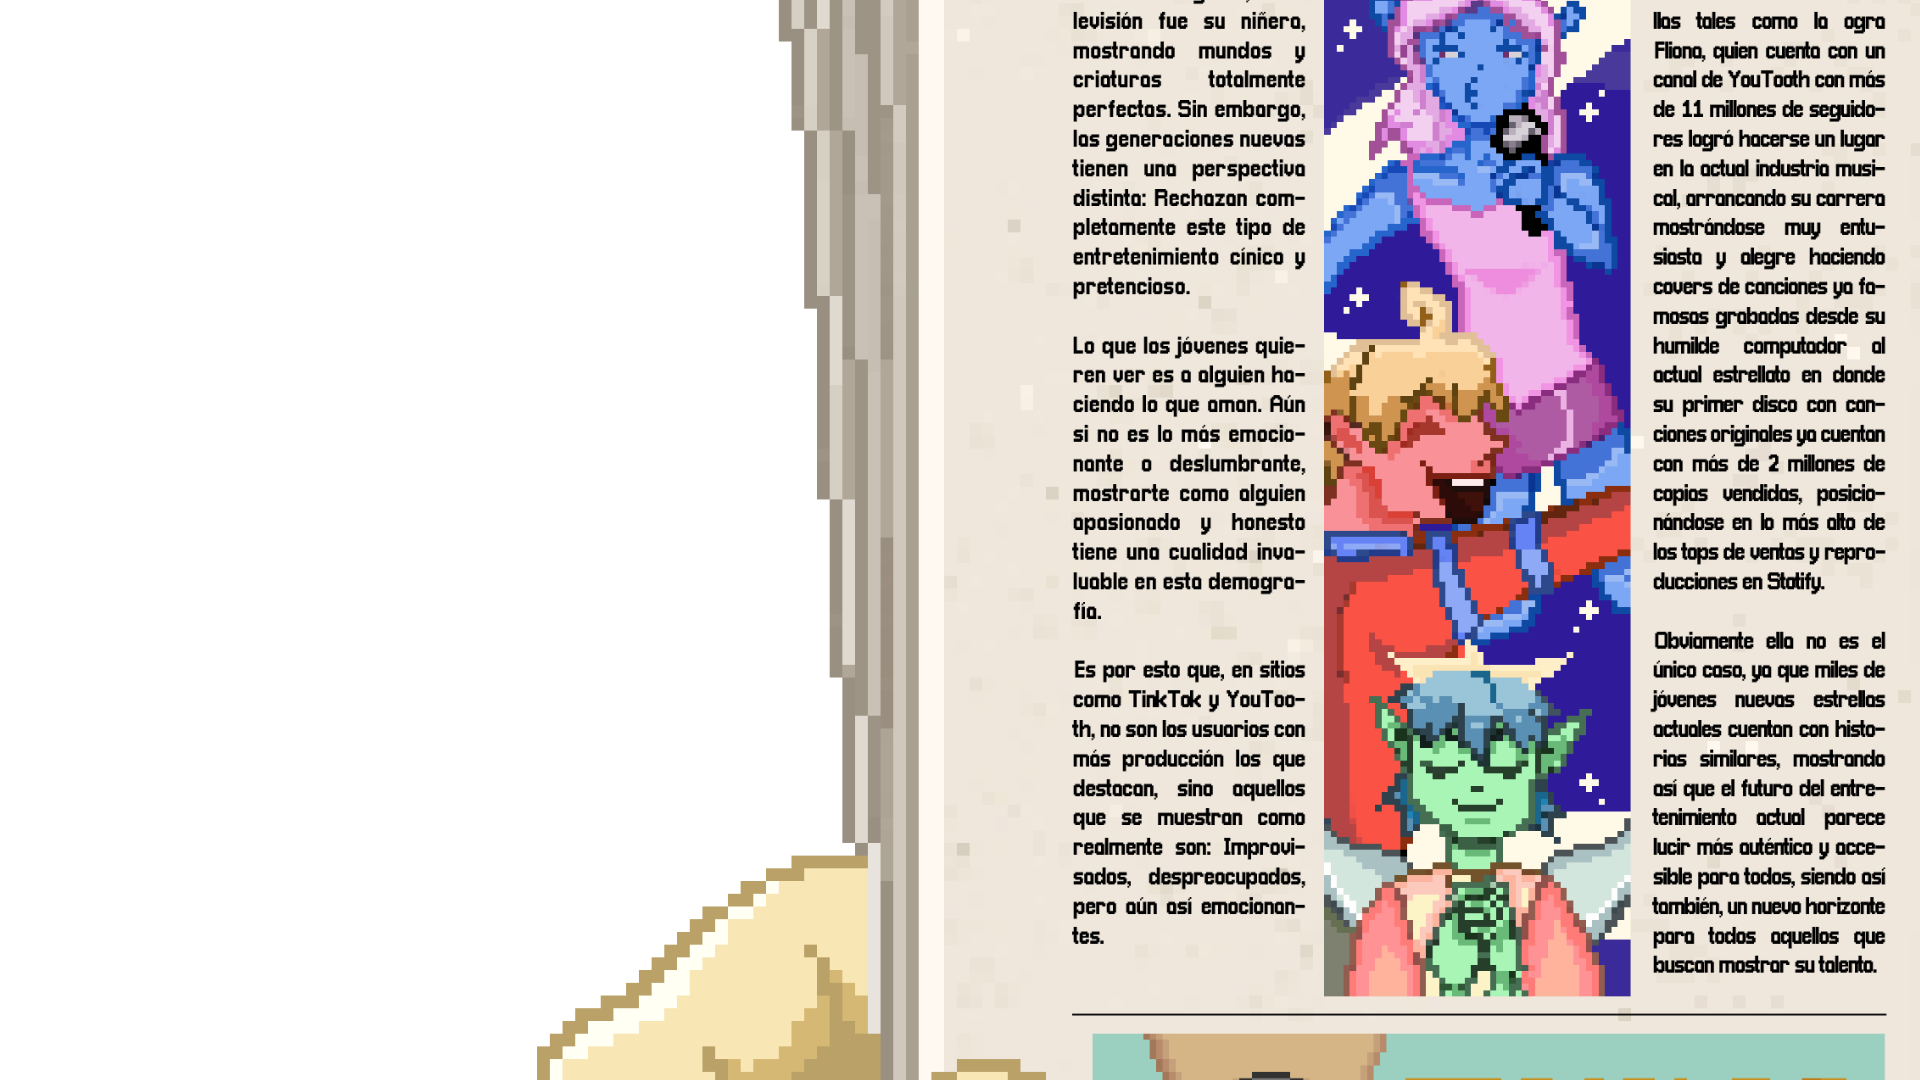 levisión fue su niñera,
mostrando mundos y
criaturas totalmente
perfectas. Sin embargo,
las generaciones nuevas
tienen una perspectiva
distinta: Rechazan com-
pletamente este tipo de
entretenimiento cínico y
pretencioso.
Lo que los jóvenes quie-
ren ver es a alguien ha-
ciendo lo que aman. Aún
si no es lo más emocio-
nante o deslumbrante,
mostrarte como alguien
apasionado y honesto
tiene una cualidad inva-
luable en esta demogra-
fía.
Es por esto que, en sitios
como TinkTok y YouToo-
th, no son los usuarios con
más producción los que
destacan, sino aquellos
que se muestran como
realmente son: Improvi-
sados, despreocupados,
pero aún así emocionan-
tes.
llas tales como la ogra
Fliona, quien cuenta con un
canal de YouTooth con más
de 11 millones de seguido-
res logró hacerse un lugar
en la actual industria musi-
cal, arrancando su carrera
mostrándose muy entu-
siasta y alegre haciendo
covers de canciones ya fa-
mosas grabadas desde su
humilde computador al
actual estrellato en donde
su primer disco con can-
ciones originales ya cuentan
con más de 2 millones de
copias vendidas, posicio-
nándose en lo más alto de
los tops de ventas y repro-
ducciones en Statify.
Obviamente ella no es el
único caso, ya que miles de
jóvenes nuevas estrellas
actuales cuentan con histo-
rias similares, mostrando
así que el futuro del entre-
tenimiento actual parece
lucir más auténtico y acce-
sible para todos, siendo así
también, un nuevo horizonte
para todos aquellos que
buscan mostrar su talento.